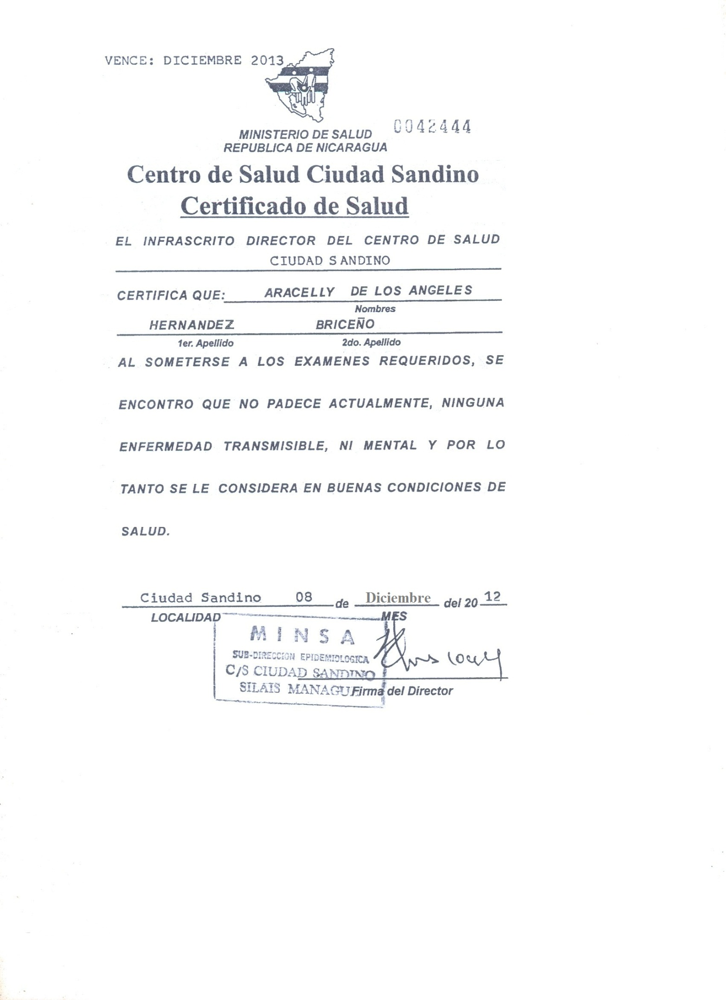 VENCE: DICIEMBRE 2013
0042444
MINISTERIO DE SALUD
REPUBLICA DE NICARAGUA
Centro de Salud Ciudad Sandino
Certificado de Salud
EL INFRASCRITO DIRECTOR DEL CENTRO DE SALUD
CIUDAD SANDINO
CERTIFICA QUE: ARACELLY DE LOS ANGELES
Nombres
HERNANDEZ BRICEÑO
1er. Apellido 2do. Apellido
AL SOMETERSE A LOS EXAMENES REQUERIDOS, SE
ENCONTRO QUE NO PADECE ACTUALMENTE, NINGUNA
ENFERMEDAD TRANSMISIBLE, NI MENTAL Y POR LO
TANTO SE LE CONSIDERA EN BUENAS CONDICIONES DE
SALUD.
Ciudad Sandino 08 de Diciembre del 20 12
LOCALIDAD MES
MINSA
SUB-DIRECCION EPIDEMIOLOGICA
C/S CIUDAD SANDINO
SILAIS MANAGU
Firma del Director